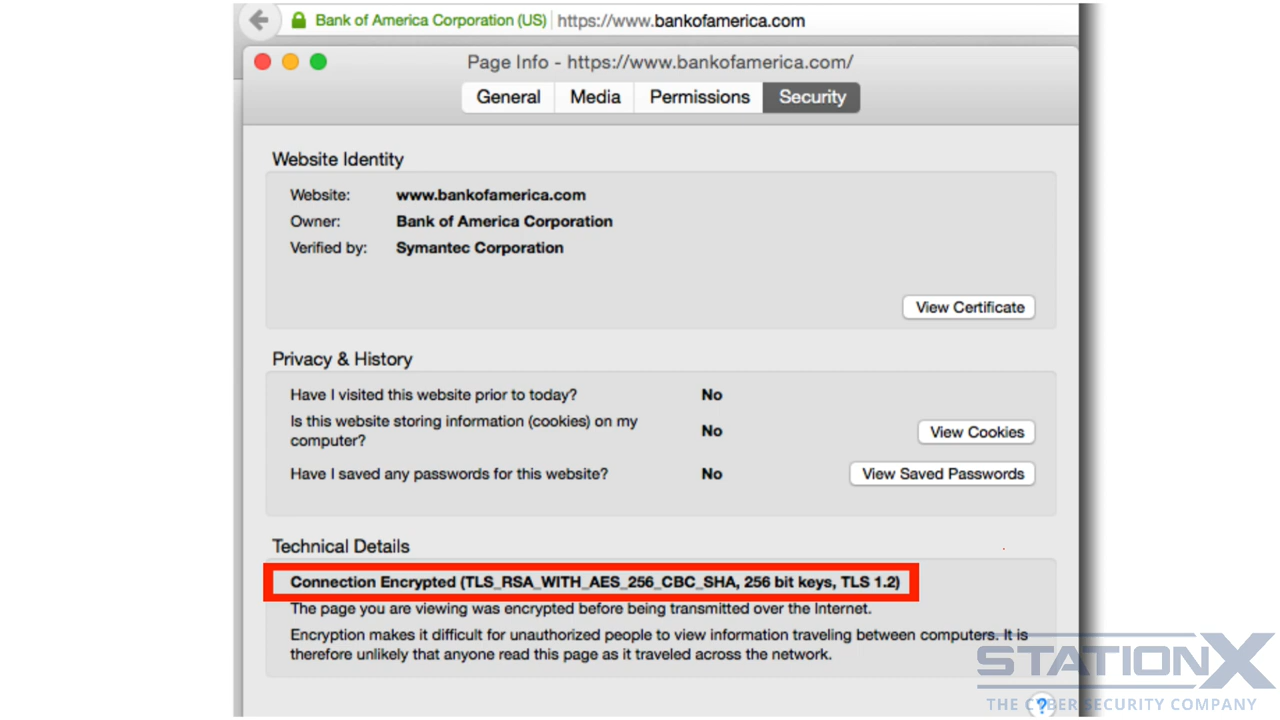 Bank of America Corporation (US) https://www.bankofamerica.com
Page Info - https://www.bankofamerica.com/
General Media Permissions Security
Website Identity
Website: www.bankofamerica.com
Owner: Bank of America Corporation
Verified by: Symantec Corporation
View Certificate
Privacy & History
Have I visited this website prior to today? No
Is this website storing information (cookies) on my
computer? No View Cookies
Have I saved any passwords for this website? No View Saved Passwords
Technical Details
Connection Encrypted (TLS_RSA_WITH_AES_256_CBC_SHA, 256 bit keys, TLS 1.2)
The page you are viewing was encrypted before being transmitted over the Internet.
Encryption makes it difficult for unauthorized people to view information traveling between computers. It is
therefore unlikely that anyone read this page as it traveled across the network.
STATIONX
THE CYBER SECURITY COMPANY
?